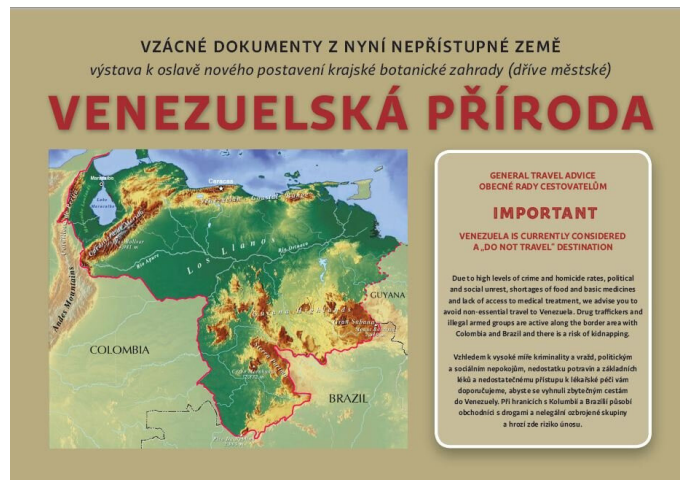 VZÁCNÉ DOKUMENTY Z NYNÍ NEPŘÍSTUPNÉ ZEMĚ
výstava k oslavě nového postavení krajské botanické zahrady (dříve městské)
VENEZUELSKÁ PŘÍRODA
Caracas
Lake
Maracaibo
Los Llanos
Río Apure
Río Orinoco
Andes Mountains
GUYANA
COLOMBIA
BRAZIL
GENERAL TRAVEL ADVICE
OBECNÉ RADY CESTOVATELŮM
IMPORTANT
VENEZUELA IS CURRENTLY CONSIDERED
A „DO NOT TRAVEL" DESTINATION
Due to high levels of crime and homicide rates, political
and social unrest, shortages of food and basic medicines
and lack of access to medical treatment, we advise you to
avoid non-essential travel to Venezuela. Drug traffickers and
illegal armed groups are active along the border area with
Colombia and Brazil and there is a risk of kidnapping.
Vzhledem k vysoké míře kriminality a vražd, politickým
a sociálním nepokojům, nedostatku potravin a základních
léků a nedostatečnému přístupu k lékařské péči vám
doporučujeme, abyste se vyhnuli zbytečným cestám
do Venezuely. Při hranicích s Kolumbií a Brazílií působí
obchodníci s drogami a nelegální ozbrojené skupiny
a hrozí zde riziko únosu.